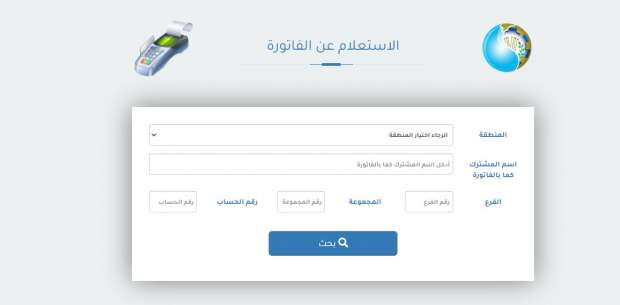 الاستعلام عن الفاتورة
المنطقة
الرجاء اختيار المنطقة
اسم المشترك
كما بالفاتورة
أدخل اسم المشترك كما بالفاتورة
الفرع
رقم الفرع
المجموعة
رقم المجموعة
رقم الحساب
رقم الحساب
بحث